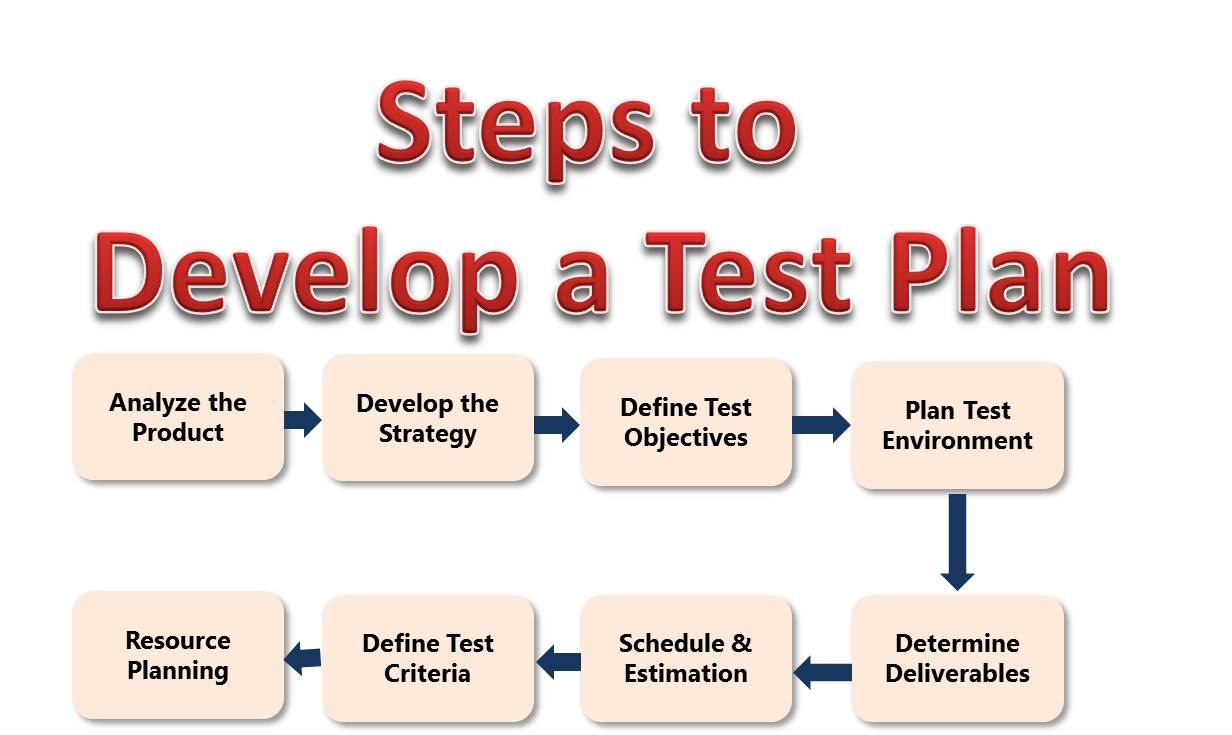 Steps to
Develop a Test Plan
Analyze the
Product
Develop the
Strategy
Define Test
Objectives
Plan Test
Environment
Determine
Deliverables
Schedule &
Estimation
Define Test
Criteria
Resource
Planning